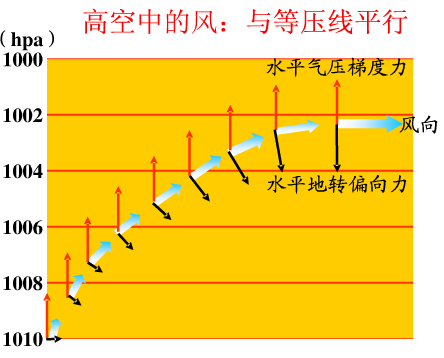 高空中的风：与等压线平行
（hpa）
1000
水平气压梯度力
1002
风向
1004
水平地转偏向力
1006
1008
1010